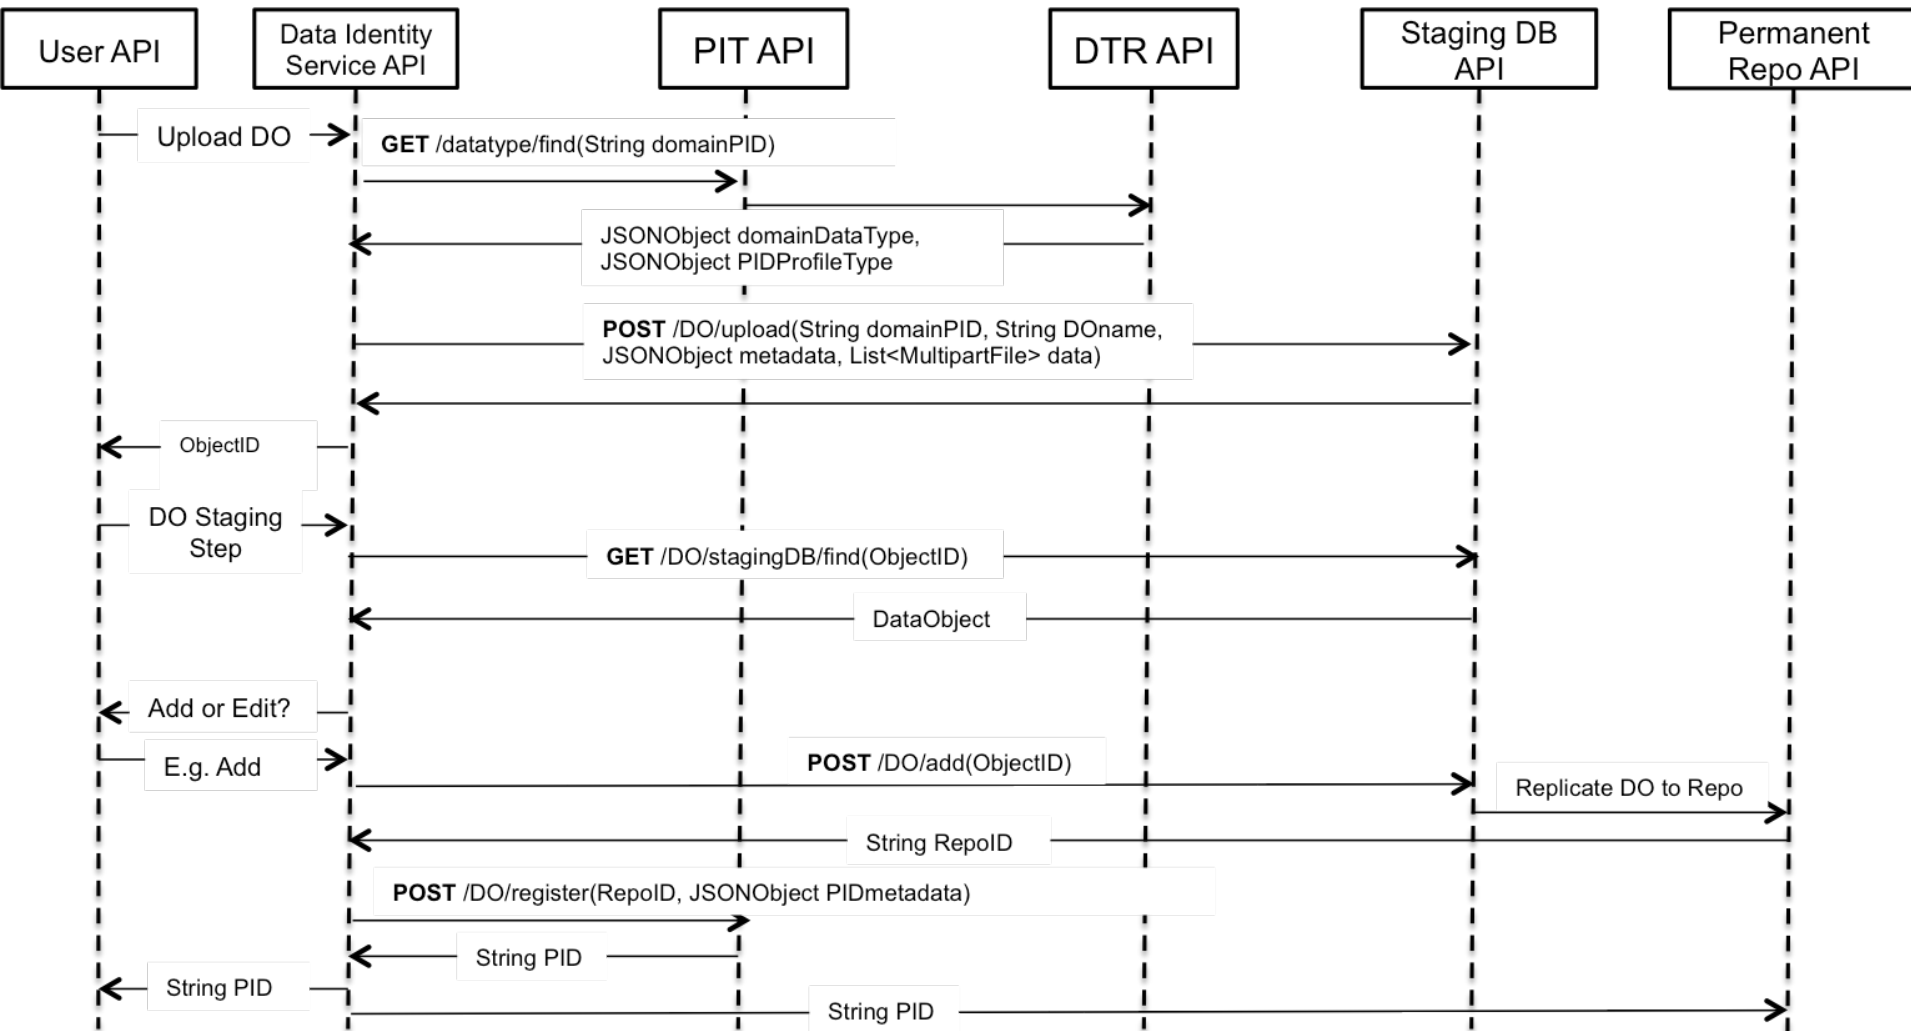 User API
Data Identity
Service API
PIT API
DTR API
Staging DB
API
Permanent
Repo API
Upload DO
GET /datatype/find(String domainPID)
JSONObject domainDataType,
JSONObject PIDProfileType
POST /DO/upload(String domainPID, String DOname,
JSONObject metadata, List<MultipartFile> data)
ObjectID
DO Staging
Step
GET /DO/stagingDB/find(ObjectID)
DataObject
Add or Edit?
E.g. Add
POST /DO/add(ObjectID)
Replicate DO to Repo
String RepoID
POST /DO/register(RepoID, JSONObject PIDmetadata)
String PID
String PID
String PID